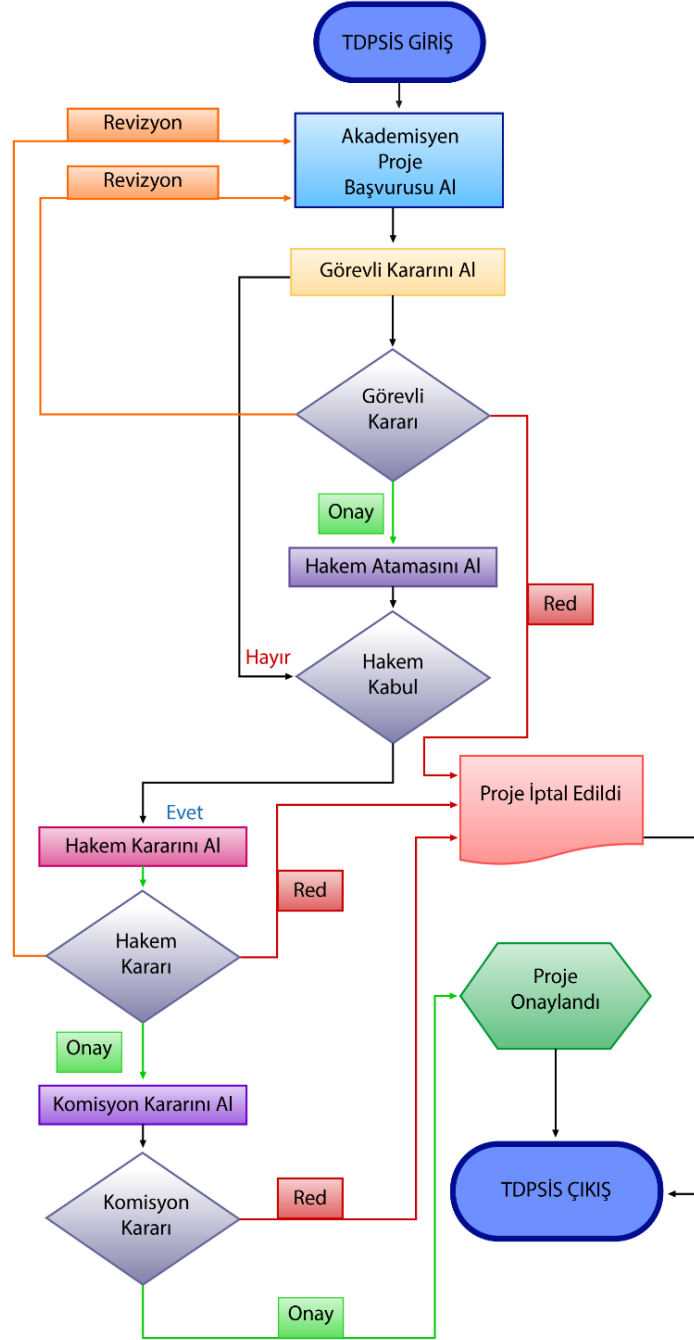 TDPSİS GİRİŞ
Revizyon
Akademisyen
Proje
Başvurusu Al
Revizyon
Görevli Kararını Al
Görevli
Kararı
Onay
Hakem Atamasını Al
Red
Hayır
Hakem
Kabul
Proje İptal Edildi
Evet
Hakem Kararını Al
Red
Hakem
Kararı
Proje
Onaylandı
Onay
Komisyon Kararını Al
Komisyon
Kararı
Red
TDPSİS ÇIKIŞ
Onay